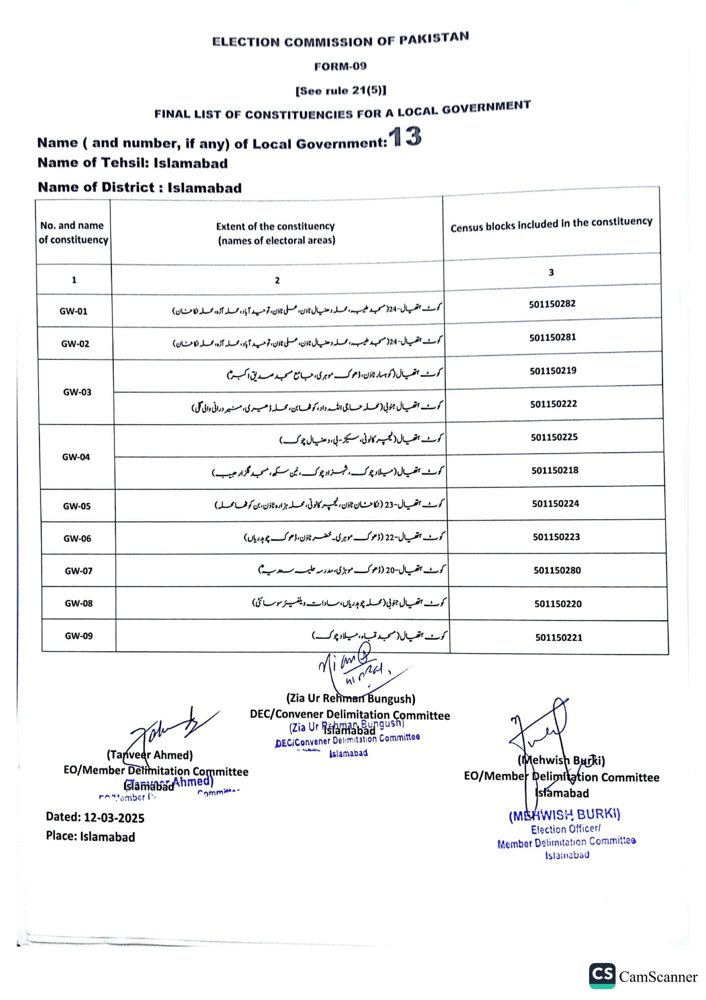 ELECTION COMMISSION OF PAKISTAN
FORM-09
[See rule 21(5)]
FINAL LIST OF CONSTITUENCIES FOR A LOCAL GOVERNMENT
Name ( and number, if any) of Local Government: 13
Name of Tehsil: Islamabad
Name of District : Islamabad
No. and name of constituency | Extent of the constituency (names of electoral areas) | Census blocks included in the constituency
1 | 2 | 3
GW-01 | کوٹ ہتھیال-24(مسجد طیبہ، محلہ دھنیال ٹاؤن، علی ٹاؤن، توحید آباد، محلہ آڑہ، محلہ ٹکا خان) | 501150282
GW-02 | کوٹ ہتھیال-24(مسجد طیبہ، محلہ دھنیال ٹاؤن، علی ٹاؤن، توحید آباد، محلہ آڑہ، محلہ ٹکا خان) | 501150281
GW-03 | کوٹ ہتھیال(کوہسار ٹاؤن، ڈھوک موہری، جامع مسجد صدیق اکبرؓ) | 501150219
کوٹ ہتھیال جنوبی(محلہ حاجی اللہ داد، کوٹھا بن، محلہ ڈھیری، منیر درانی والی گلی) | 501150222
GW-04 | کوٹ ہتھیال(ٹیچر کالونی، سیکٹر-بی، دھنیال چوک) | 501150225
کوٹ ہتھیال(میلاد چوک، شہزاد چوک، نین سکھ، مسجد گلزار حبیب) | 501150218
GW-05 | کوٹ ہتھیال-23 (ٹکا خان ٹاؤن، ٹیچر کالونی، محلہ ہزارہ ٹاؤن، بن کوٹھا محلہ) | 501150224
GW-06 | کوٹ ہتھیال-22 (ڈھوک موہری-خضر ٹاؤن، ڈھوک چوہدریاں) | 501150223
GW-07 | کوٹ ہتھیال-20 (ڈھوک موہڑی، مدرسہ حلیمہ سعدیہؓ) | 501150280
GW-08 | کوٹ ہتھیال جنوبی(محلہ چوہدریاں، سادات ویلفیئر سوسائٹی) | 501150220
GW-09 | کوٹ ہتھیال(مسجد قباء، میلاد چوک) | 501150221
(Zia Ur Rehman Bungush)
DEC/Convener Delimitation Committee
Islamabad
(Zia Ur Rehman Bungush)
DEC/Convener Delimitation Committee
Islamabad
(Tanveer Ahmed)
EO/Member Delimitation Committee
Islamabad
(Tanveer Ahmed)
Committee
(Mehwish Burki)
EO/Member Delimitation Committee
Islamabad
(MEHWISH BURKI)
Election Officer/
Member Delimitation Committee
Islamabad
Dated: 12-03-2025
Place: Islamabad
CS CamScanner